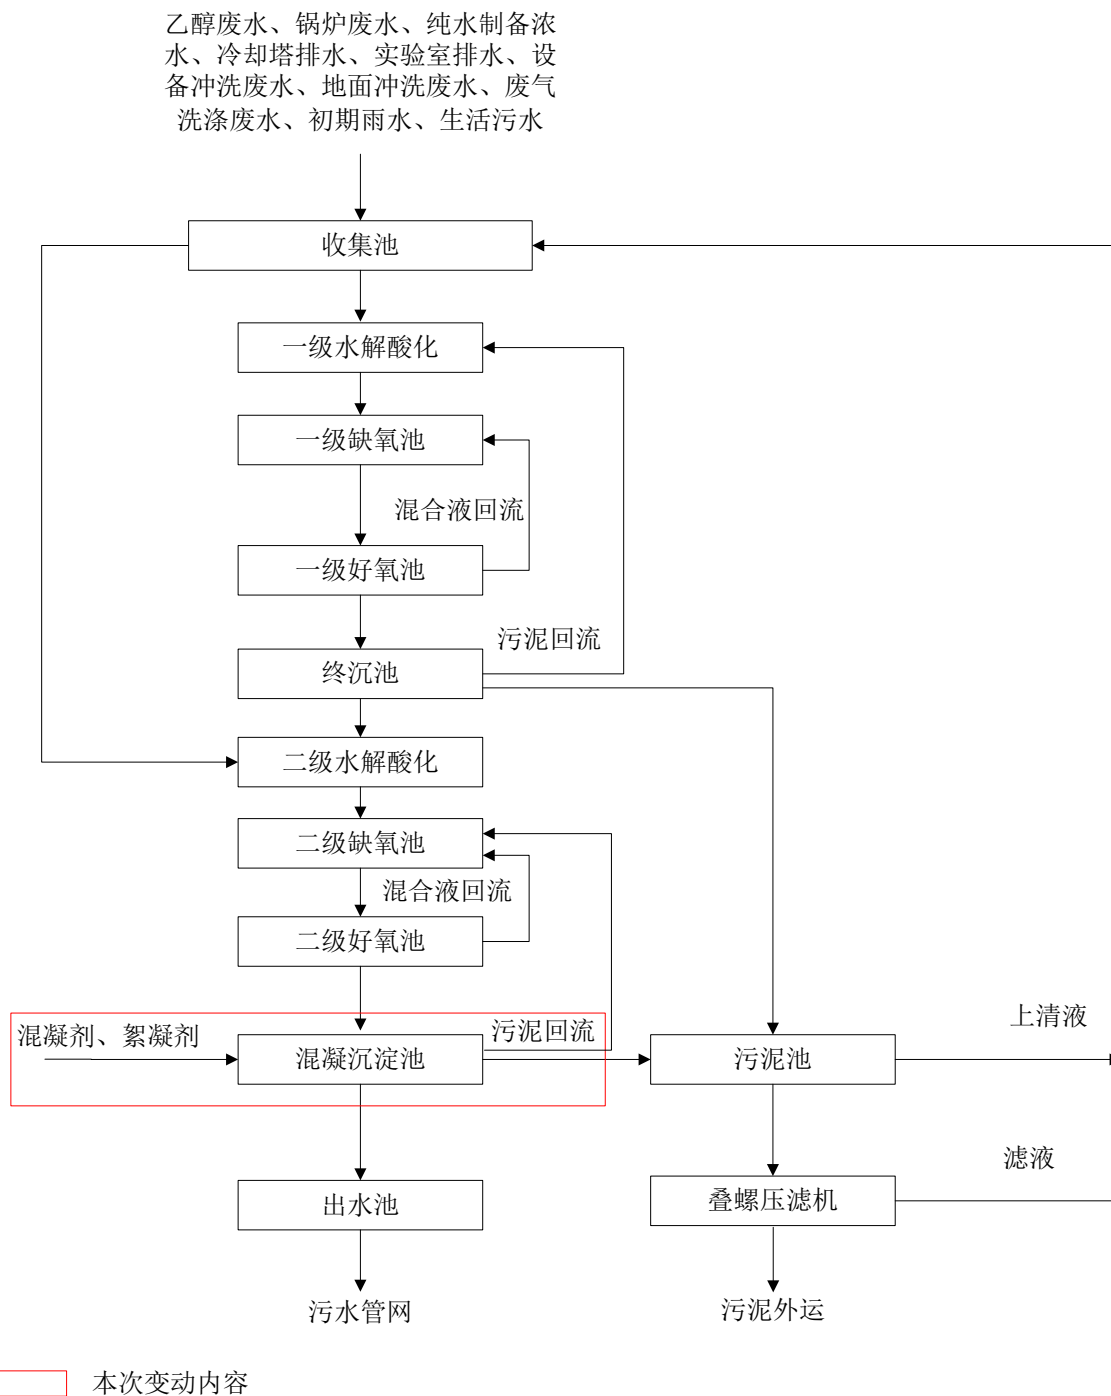 乙醇废水、锅炉废水、纯水制备浓
水、冷却塔排水、实验室排水、设
备冲洗废水、地面冲洗废水、废气
洗涤废水、初期雨水、生活污水
收集池
一级水解酸化
一级缺氧池
混合液回流
一级好氧池
污泥回流
终沉池
二级水解酸化
二级缺氧池
混合液回流
二级好氧池
混凝剂、絮凝剂
污泥回流
上清液
混凝沉淀池
污泥池
滤液
出水池
叠螺压滤机
污水管网
污泥外运
本次变动内容